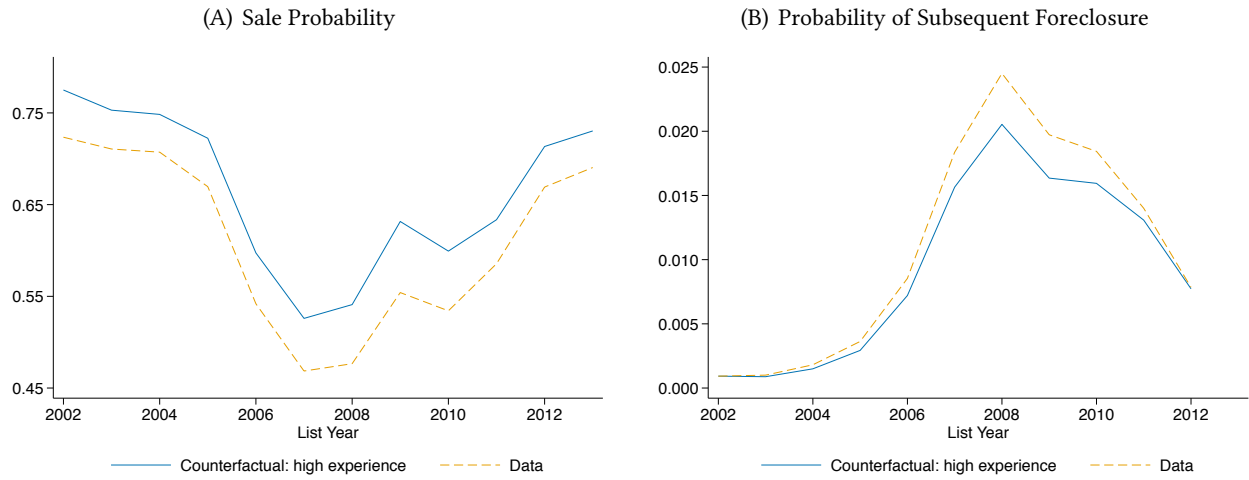 (A) Sale Probability
0.75
0.65
0.55
0.45
2002 2004 2006 2008 2010 2012
List Year
Counterfactual: high experience Data
(B) Probability of Subsequent Foreclosure
0.025
0.020
0.015
0.010
0.005
0.000
2002 2004 2006 2008 2010 2012
List Year
Counterfactual: high experience Data